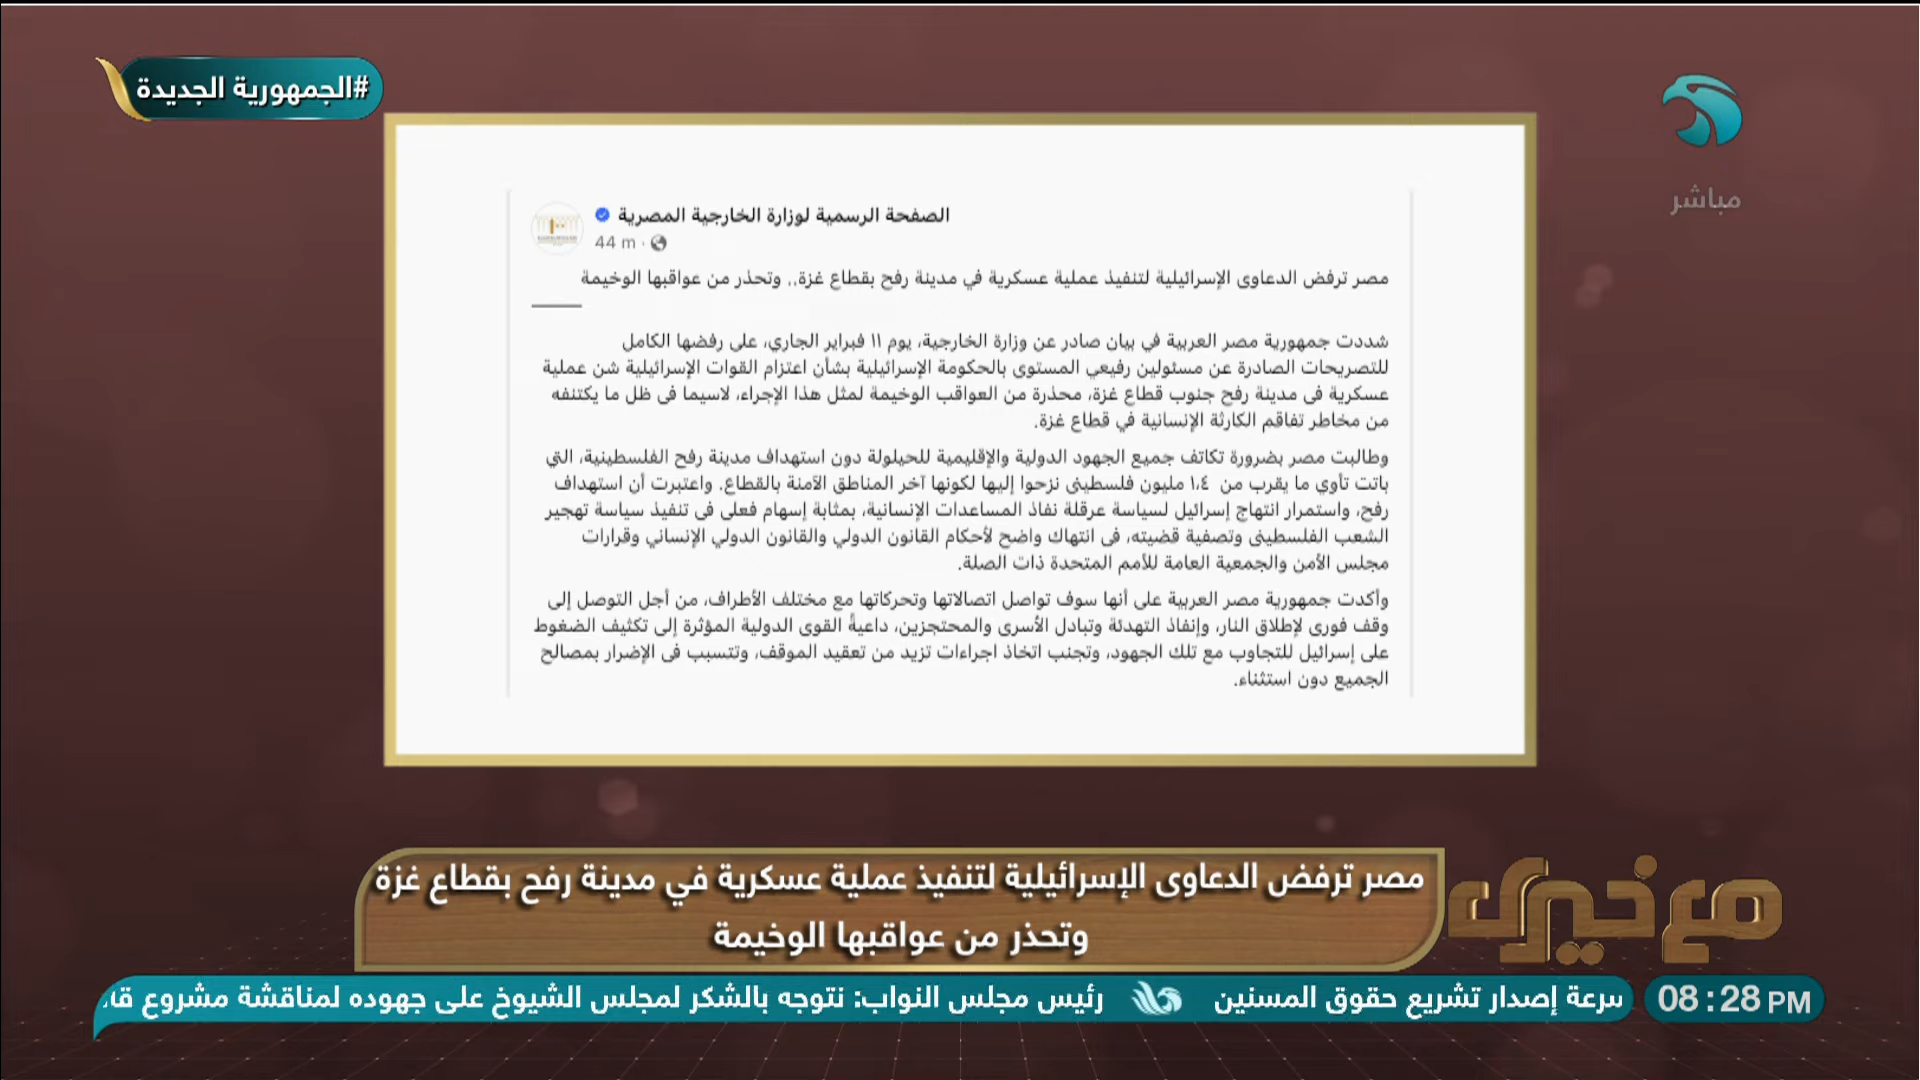 #الجمهورية الجديدة
مباشر
الصفحة الرسمية لوزارة الخارجية المصرية
44 m ·
مصر ترفض الدعاوى الإسرائيلية لتنفيذ عملية عسكرية في مدينة رفح بقطاع غزة،، وتحذر من عواقبها الوخيمة
شددت جمهورية مصر العربية في بيان صادر عن وزارة الخارجية، يوم ١١ فبراير الجاري، على رفضها الكامل
للتصريحات الصادرة عن مسئولين رفيعي المستوى بالحكومة الإسرائيلية بشأن اعتزام القوات الإسرائيلية شن عملية
عسكرية فى مدينة رفح جنوب قطاع غزة، محذرة من العواقب الوخيمة لمثل هذا الإجراء، لاسيما فى ظل ما يكتنفه
من مخاطر تفاقم الكارثة الإنسانية في قطاع غزة.
وطالبت مصر بضرورة تكاتف جميع الجهود الدولية والإقليمية للحيلولة دون استهداف مدينة رفح الفلسطينية، التي
باتت تأوي ما يقرب من ١،٤ مليون فلسطينى نزحوا إليها لكونها آخر المناطق الآمنة بالقطاع. واعتبرت أن استهداف
رفح، واستمرار انتهاج إسرائيل لسياسة عرقلة نفاذ المساعدات الإنسانية، بمثابة إسهام فعلى فى تنفيذ سياسة تهجير
الشعب الفلسطينى وتصفية قضيته، فى انتهاك واضح لأحكام القانون الدولي والقانون الدولي الإنساني وقرارات
مجلس الأمن والجمعية العامة للأمم المتحدة ذات الصلة.
وأكدت جمهورية مصر العربية على أنها سوف تواصل اتصالاتها وتحركاتها مع مختلف الأطراف، من أجل التوصل إلى
وقف فورى لإطلاق النار، وإنفاذ التهدئة وتبادل الأسرى والمحتجزين، داعيةً القوى الدولية المؤثرة إلى تكثيف الضغوط
على إسرائيل للتجاوب مع تلك الجهود، وتجنب اتخاذ اجراءات تزيد من تعقيد الموقف، وتتسبب فى الإضرار بمصالح
الجميع دون استثناء.
مصر ترفض الدعاوى الإسرائيلية لتنفيذ عملية عسكرية في مدينة رفح بقطاع غزة
وتحذر من عواقبها الوخيمة
مع خيري
08:28 PM
سرعة إصدار تشريع حقوق المسنين رئيس مجلس النواب: نتوجه بالشكر لمجلس الشيوخ على جهوده لمناقشة مشروع